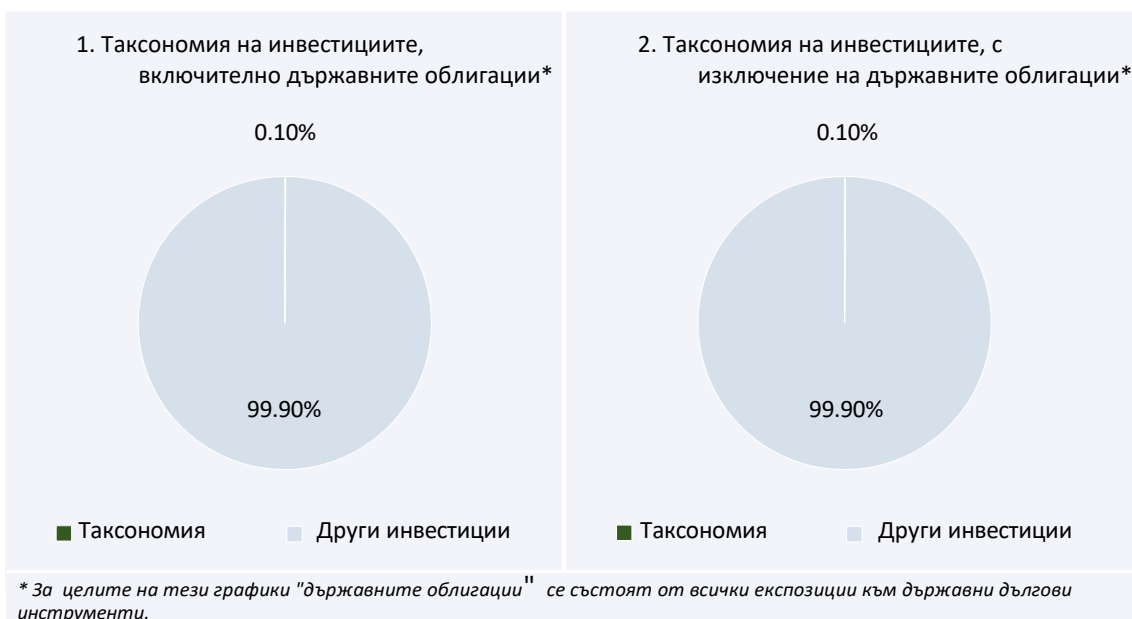 1. Таксономия на инвестициите,
включително държавните облигации*
0.10%
99.90%
Таксономия
Други инвестиции
2. Таксономия на инвестициите, с
изключение на държавните облигации*
0.10%
99.90%
Таксономия
Други инвестиции
* За целите на тези графики "държавните облигации" се състоят от всички експозиции към държавни дългови
инструменти.